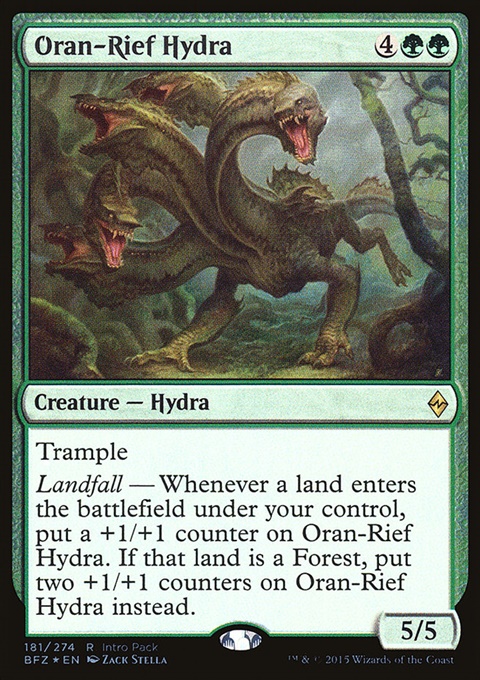 Oran-Rief Hydra 4
Creature — Hydra
Trample
Landfall — Whenever a land enters
the battlefield under your control,
put a +1/+1 counter on Oran-Rief
Hydra. If that land is a Forest, put
two +1/+1 counters on Oran-Rief
Hydra instead.
5/5
181/274 R Intro Pack
BFZ ★ EN Zack Stella
™ & © 2015 Wizards of the Coast